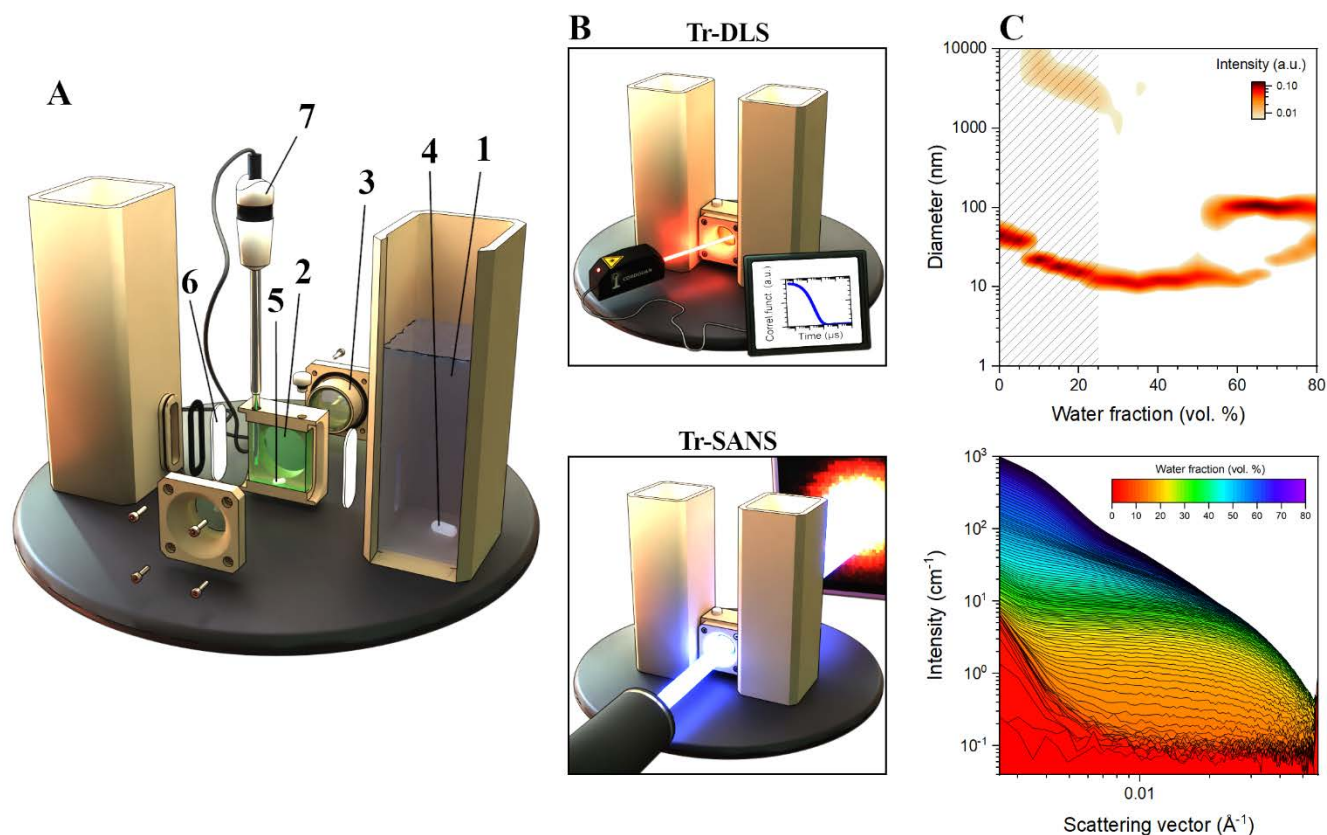 A
7
4
1
3
6
2
5
B
Tr-DLS
Correl funct. (a.u.)
Time (µs)
Tr-SANS
C
10000
1000
100
10
1
Diameter (nm)
Intensity (a.u.)
0.10
0.01
0 20 40 60 80
Water fraction (vol. %)
Water fraction (vol. %)
0 10 20 30 40 50 60 70 80
10³
10²
10¹
10⁰
10⁻¹
Intensity (cm⁻¹)
0.01
Scattering vector (Å⁻¹)